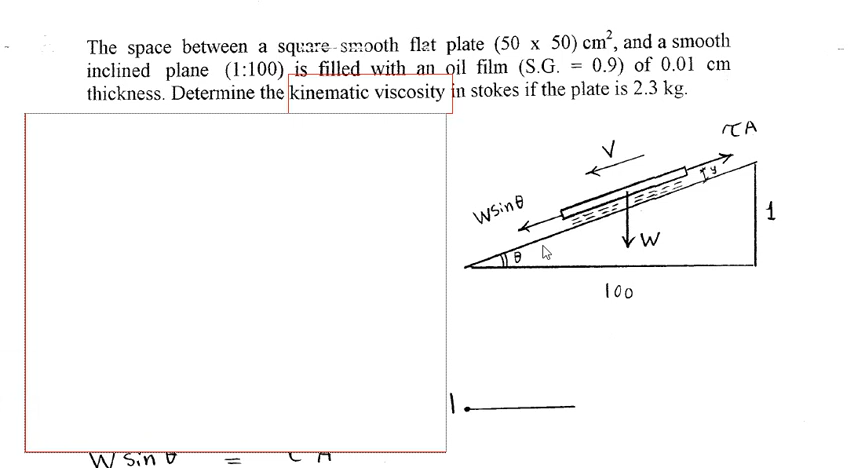 The space between a square smooth flat plate (50 x 50) cm², and a smooth
inclined plane (1:100) is filled with an oil film (S.G. = 0.9) of 0.01 cm
thickness. Determine the kinematic viscosity in stokes if the plate is 2.3 kg.
τA
V
y
W sin θ
1
W
θ
100
1.
W sin θ = τ A